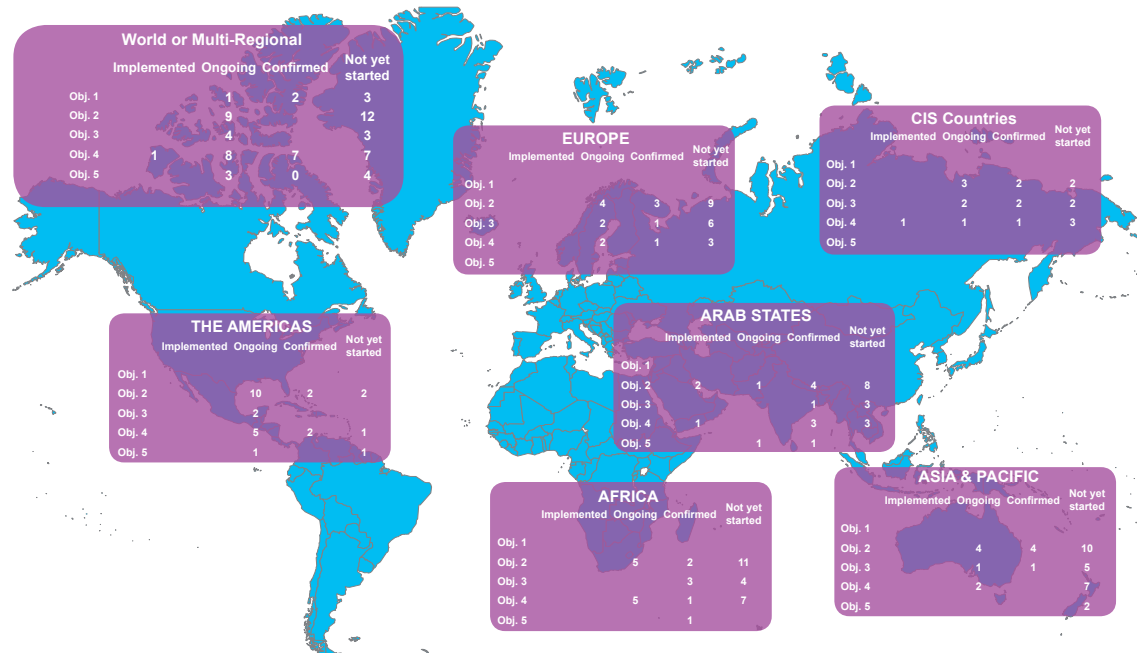 World or Multi-Regional
Implemented Ongoing Confirmed Not yet started
Obj. 1 1 2 3
Obj. 2 9 12
Obj. 3 4 3
Obj. 4 1 8 7 7
Obj. 5 3 0 4
EUROPE
Implemented Ongoing Confirmed Not yet started
Obj. 1
Obj. 2 4 3 9
Obj. 3 2 1 6
Obj. 4 2 1 3
Obj. 5
CIS Countries
Implemented Ongoing Confirmed Not yet started
Obj. 1
Obj. 2 3 2 2
Obj. 3 2 2 2
Obj. 4 1 1 1 3
Obj. 5
THE AMERICAS
Implemented Ongoing Confirmed Not yet started
Obj. 1
Obj. 2 10 2 2
Obj. 3 2
Obj. 4 5 2 1
Obj. 5 1 1
ARAB STATES
Implemented Ongoing Confirmed Not yet started
Obj. 1
Obj. 2 2 1 4 8
Obj. 3 1 3
Obj. 4 1 3 3
Obj. 5 1 1
AFRICA
Implemented Ongoing Confirmed Not yet started
Obj. 1
Obj. 2 5 2 11
Obj. 3 3 4
Obj. 4 5 1 7
Obj. 5 1
ASIA & PACIFIC
Implemented Ongoing Confirmed Not yet started
Obj. 1
Obj. 2 4 4 10
Obj. 3 1 1 5
Obj. 4 2 7
Obj. 5 2